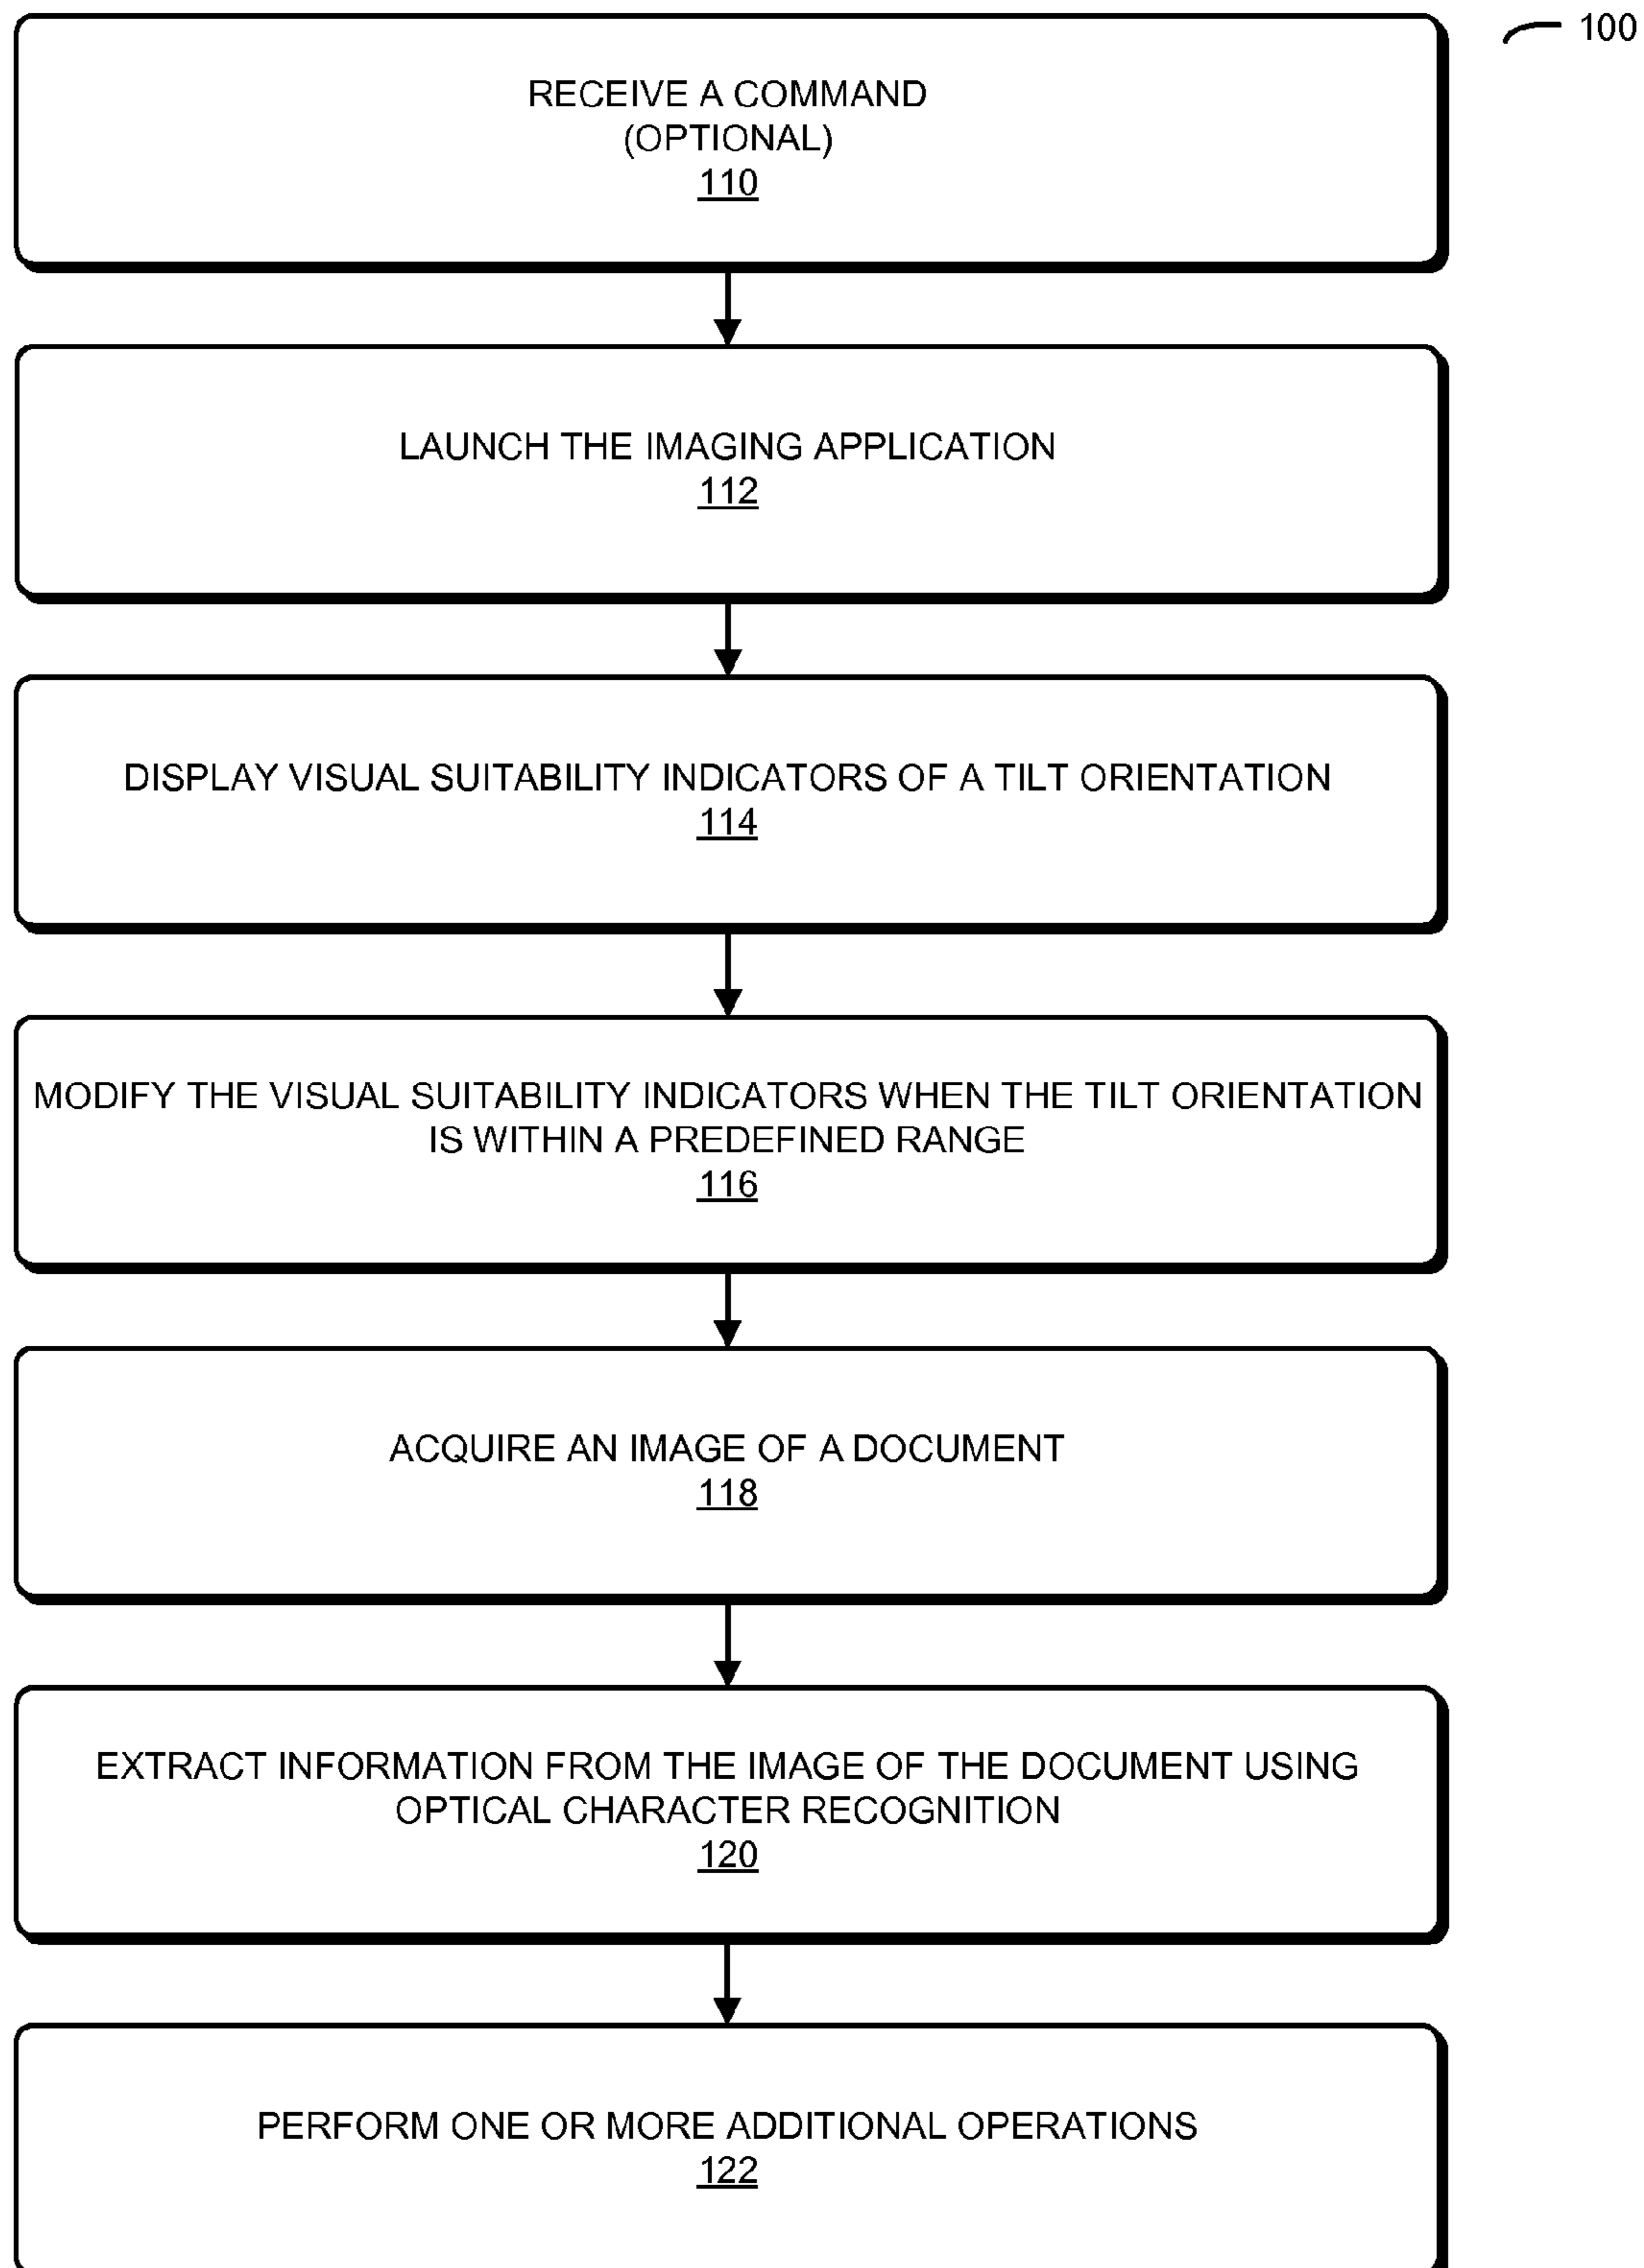 100
RECEIVE A COMMAND
(OPTIONAL)
110
LAUNCH THE IMAGING APPLICATION
112
DISPLAY VISUAL SUITABILITY INDICATORS OF A TILT ORIENTATION
114
MODIFY THE VISUAL SUITABILITY INDICATORS WHEN THE TILT ORIENTATION
IS WITHIN A PREDEFINED RANGE
116
ACQUIRE AN IMAGE OF A DOCUMENT
118
EXTRACT INFORMATION FROM THE IMAGE OF THE DOCUMENT USING
OPTICAL CHARACTER RECOGNITION
120
PERFORM ONE OR MORE ADDITIONAL OPERATIONS
122